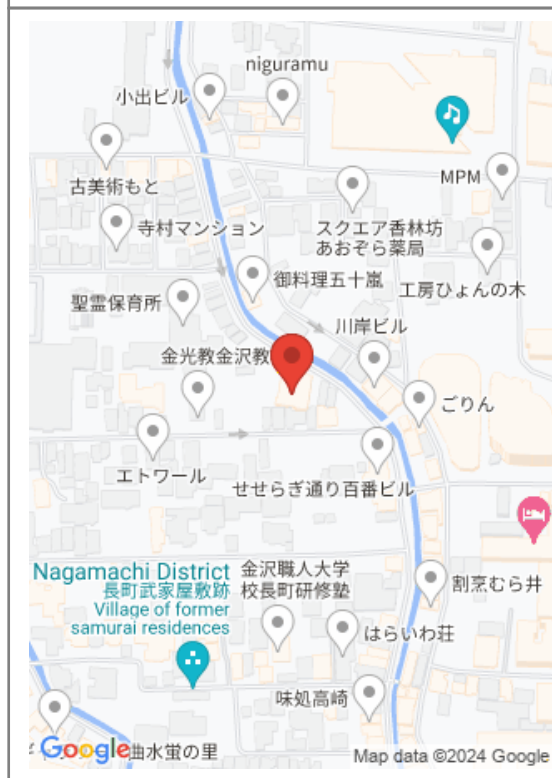 niguramu
小出ビル
MPM
古美術もと
寺村マンション
スクエア香林坊
あおぞら薬局
御料理五十嵐
工房ひょんの木
聖霊保育所
川岸ビル
金光教金沢教
ごりん
エトワール
せせらぎ通り百番ビル
Nagamachi District
長町武家屋敷跡
Village of former
samurai residences
金沢職人大学
校長町研修塾
割烹むら井
はらいわ荘
味処高崎
Google
曲水蛍の里
Map data ©2024 Google